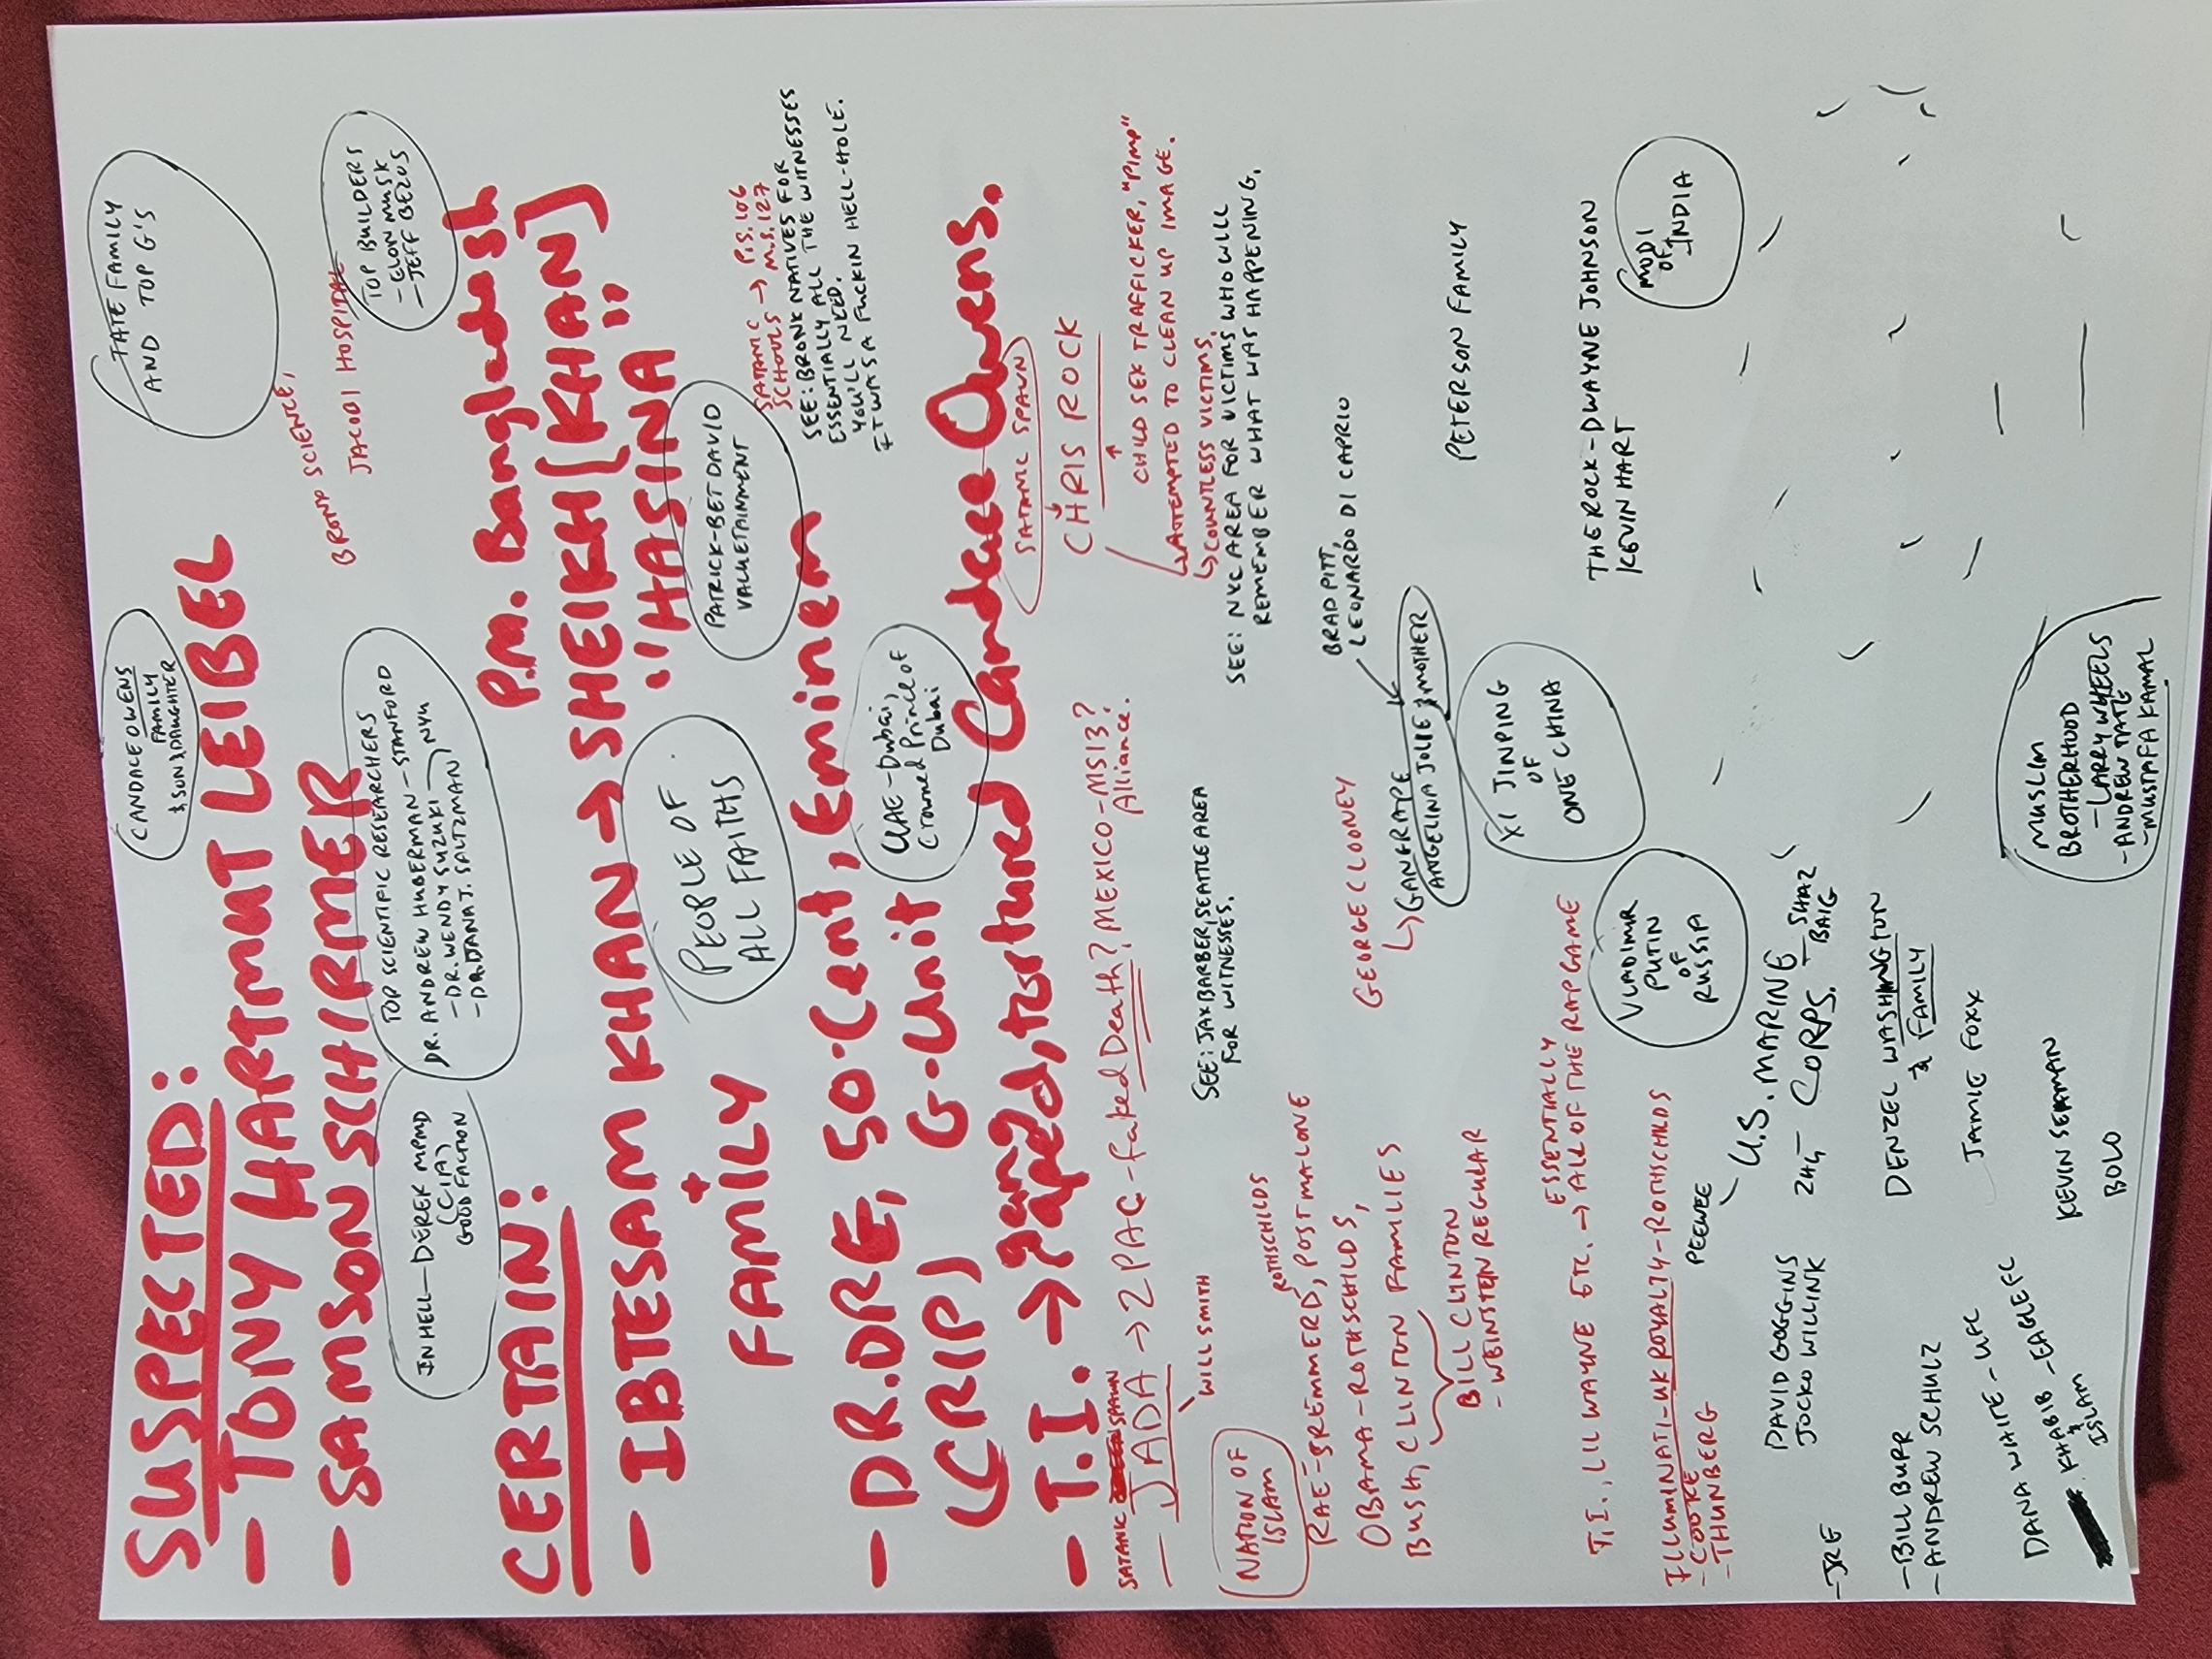 SUSPECTED:
CANDACE OWENS
FAMILY
& SON & DAUGHTER
TATE FAMILY
AND TOP G'S
- TONY HARTMUT LEIBEL
- SAMSON SCHIRMER
BRONX SCIENCE,
JACOBI HOSPITAL
TOP BUILDERS
- ELON MUSK
- JEFF BEZOS
IN HELL - DEREK MPMD
(CIA)
GOOD FACTION
TOP SCIENTIFIC RESEARCHERS
DR. ANDREW HUBERMAN - STANFORD
- DR. WENDY SUZUKI
- DR. DANA J. SALTZMAN
NYU
CERTAIN:
P.M. Bangladesh
- IBTESAM KHAN → SHEIKH [KHAN]
"HASINA"
+
FAMILY
PEOPLE OF
ALL FAITHS
PATRICK-BET DAVID
VALUETAINMENT
SATANIC
SCHOOLS → P.S. 106
M.S. 127
SEE: BRONX NATIVES FOR
ESSENTIALLY ALL THE WITNESSES
YOU'LL NEED.
IT WAS A FUCKIN HELL-HOLE.
- DR. DRE, 50-Cent, Eminem
(CRIP) G-Unit
UAE - Dubai,
Crowned Prince of
Dubai
- T.I. → gang
raped, tortured Candace Owens.
SATANIC SPAWN
CHRIS ROCK
CHILD SEX TRAFFICKER, "PIMP"
ATTEMPTED TO CLEAN UP IMAGE.
COUNTLESS VICTIMS.
SEE: NYC AREA FOR VICTIMS WHO WILL
REMEMBER WHAT WAS HAPPENING.
SATANIC SPAWN
- JADA → 2PAC - faked Death? MEXICO - MS13?
Alliance.
WILL SMITH
SEE: JAX BARBER, SEATTLE AREA
FOR WITNESSES.
NATION OF
ISLAM
ROTHSCHILDS
RAE-SREMMERD, POST MALONE
OBAMA - ROTHSCHILDS,
BUSH, CLINTON FAMILIES
BILL CLINTON
- WEINSTEIN REGULAR
GEORGE CLOONEY
GANGRAPE
ANGELINA JOLIE & MOTHER
BRAD PITT,
LEONARDO DI CAPRIO
PETERSON FAMILY
XI JINPING
OF
ONE CHINA
T.I., LIL WAYNE ETC. → ESSENTIALLY
ALL OF THE RAP GAME
THE ROCK - DWAYNE JOHNSON
KEVIN HART
VLADIMIR
PUTIN
OF
RUSSIA
MODI
OF
INDIA
ILLUMINATI - UK ROYALTY - ROTHSCHILDS
- COOKE
- THUNBERG
PEEWEE
U.S. MARINE
CORPS.
- SHAZ
BAIG
DAVID GOGGINS
JOCKO WILLINK
- JRE
- BILL BURR
- ANDREW SCHULZ
DENZEL WASHINGTON
& FAMILY
JAMIE FOXX
DANA WHITE - UFC
KHABIB
&
ISLAM
- EAGLE FC
KEVIN SEAMAN
BOLO
MUSLIM
BROTHERHOOD
- LARRY WHEELS
- ANDREW TATE
- MUSTAFA KAMAL